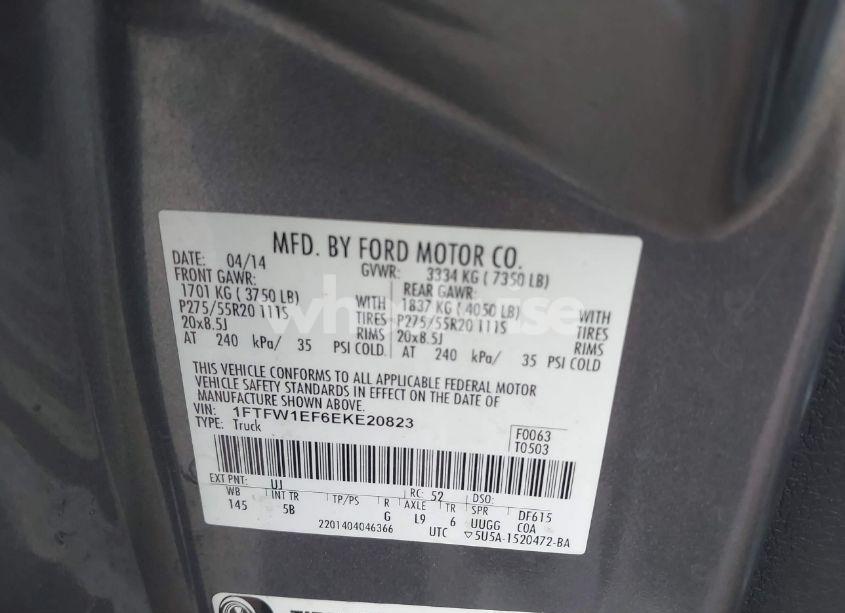 MFD. BY FORD MOTOR CO.
DATE: 04/14 GVWR: 3334 KG ( 7350 LB)
FRONT GAWR: REAR GAWR:
1701 KG ( 3750 LB) WITH 1837 KG ( 4050 LB) WITH
P275/55R20 111S TIRES P275/55R20 111S TIRES
20x8.5J RIMS 20x8.5J RIMS
AT 240 kPa/ 35 PSI COLD AT 240 kPa/ 35 PSI COLD
THIS VEHICLE CONFORMS TO ALL APPLICABLE FEDERAL MOTOR
VEHICLE SAFETY STANDARDS IN EFFECT ON THE DATE OF
MANUFACTURE SHOWN ABOVE.
VIN: 1FTFW1EF6EKE20823
TYPE: Truck
F0063
T0503
EXT PNT: UJ RC: 52 DSO:
WB INT TR TP/PS R AXLE TR SPR DF615
145 5B G L9 6 UUGG COA
2201404046366 UTC ▽5U5A-1520472-BA